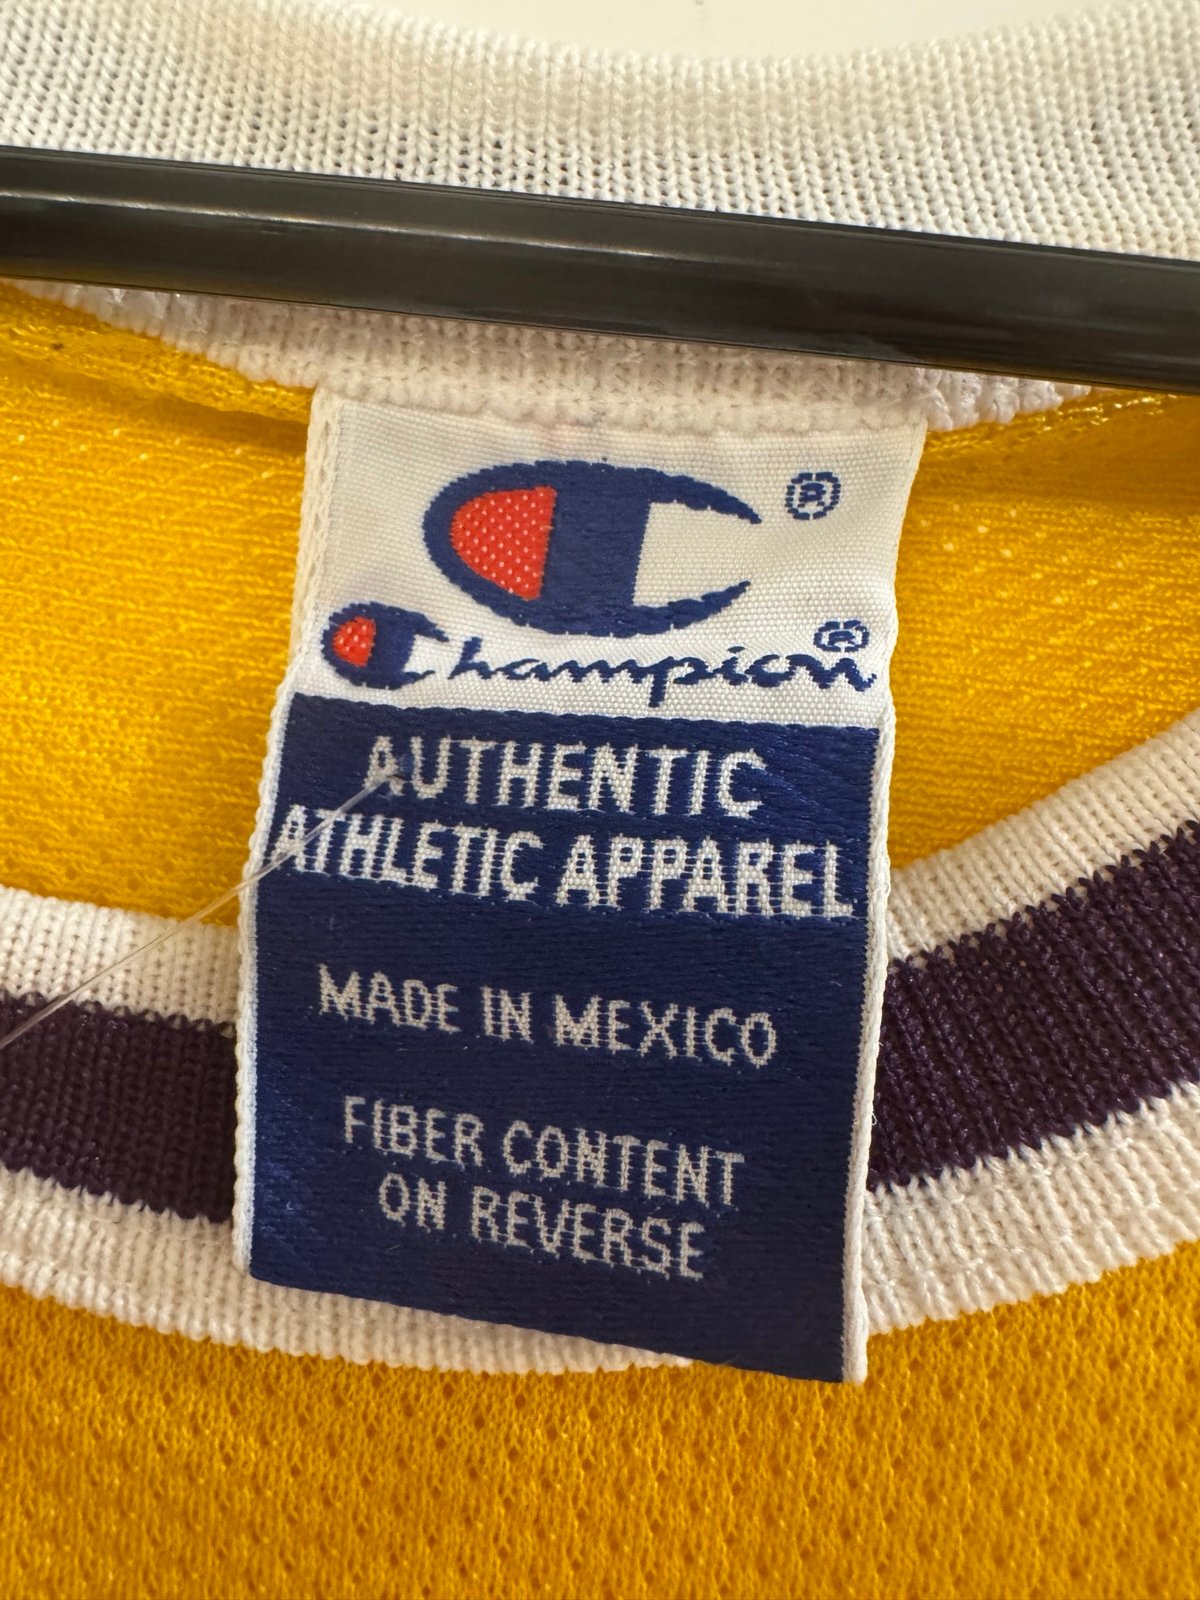 C®
Champion®
AUTHENTIC
ATHLETIC APPAREL
MADE IN MEXICO
FIBER CONTENT
ON REVERSE